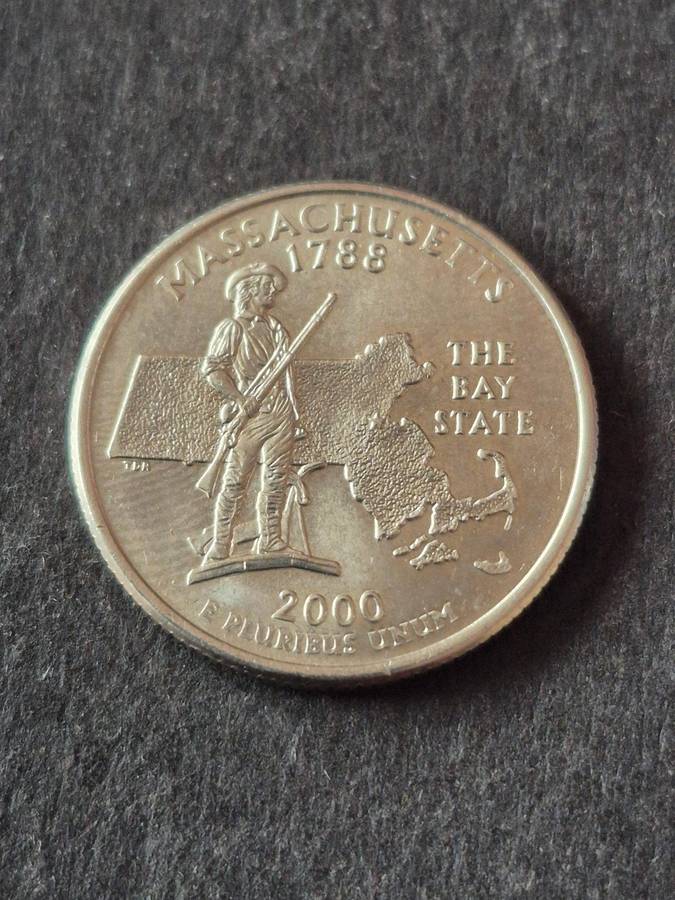 MASSACHUSETTS
1788
THE
BAY
STATE
TDR
2000
E PLURIBUS UNUM